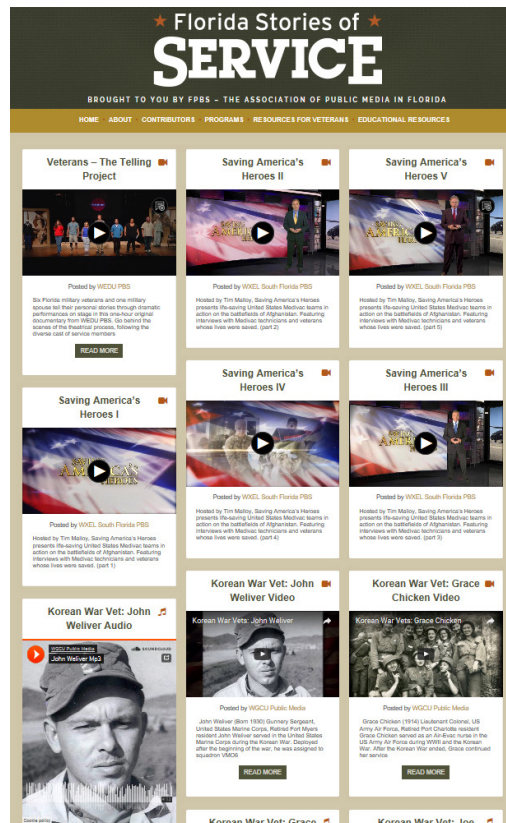 ★ Florida Stories of ★
SERVICE
BROUGHT TO YOU BY FPBS – THE ASSOCIATION OF PUBLIC MEDIA IN FLORIDA
HOME ABOUT CONTRIBUTORS PROGRAMS RESOURCES FOR VETERANS EDUCATIONAL RESOURCES
Veterans – The Telling
Project
Posted by WEDU PBS
Six Florida military veterans and one military
spouse tell their personal stories through dramatic
performances on stage in this one-hour original
documentary from WEDU PBS. Go behind the
scenes of the theatrical process, following the
diverse cast of service members
READ MORE
Saving America's
Heroes I
SAVING
AMERICA'S
HEROES
Posted by WXEL South Florida PBS
Hosted by Tim Malloy, Saving America's Heroes
presents life-saving United States Medivac teams in
action on the battlefields of Afghanistan. Featuring
interviews with Medivac technicians and veterans
whose lives were saved. (part 1)
Korean War Vet: John
Weliver Audio
WGCU Public Media
SOUNDCLOUD
John Weliver Mp3
Cookie policy
Saving America's
Heroes II
SAVING
Posted by WXEL South Florida PBS
Hosted by Tim Malloy, Saving America's Heroes
presents life-saving United States Medivac teams in
action on the battlefields of Afghanistan. Featuring
interviews with Medivac technicians and veterans
whose lives were saved. (part 2)
Saving America's
Heroes IV
Posted by WXEL South Florida PBS
Hosted by Tim Malloy, Saving America's Heroes
presents life-saving United States Medivac teams in
action on the battlefields of Afghanistan. Featuring
interviews with Medivac technicians and veterans
whose lives were saved. (part 4)
Korean War Vet: John
Weliver Video
Korean War Vets: John Weliver
Posted by WGCU Public Media
John Weliver (Born 1930) Gunnary Sergeant,
United States Marine Corps, Retired Fort Myers
resident John Weliver served in the United States
Marine Corps during the Korean War. Deployed
after the beginning of the war, he was assigned to
squadron VMO6
READ MORE
Korean War Vet: Grace
Saving America's
Heroes V
SAVING
Posted by WXEL South Florida PBS
Hosted by Tim Malloy, Saving America's Heroes
presents life-saving United States Medivac teams in
action on the battlefields of Afghanistan. Featuring
interviews with Medivac technicians and veterans
whose lives were saved. (part 5)
Saving America's
Heroes III
SAVING
Posted by WXEL South Florida PBS
Hosted by Tim Malloy, Saving America's Heroes
presents life-saving United States Medivac teams in
action on the battlefields of Afghanistan. Featuring
interviews with Medivac technicians and veterans
whose lives were saved. (part 3)
Korean War Vet: Grace
Chicken Video
Korean War Vets: Grace Chicken
Posted by WGCU Public Media
Grace Chicken (1914) Lieutenant Colonel, US
Army Air Force, Retired Port Charlotte resident
Grace Chicken served as an Air-Evac nurse in the
US Army Air Force during WWII and the Korean
War. After the Korean War ended, Grace continued
her service
READ MORE
Korean War Vet: Joe